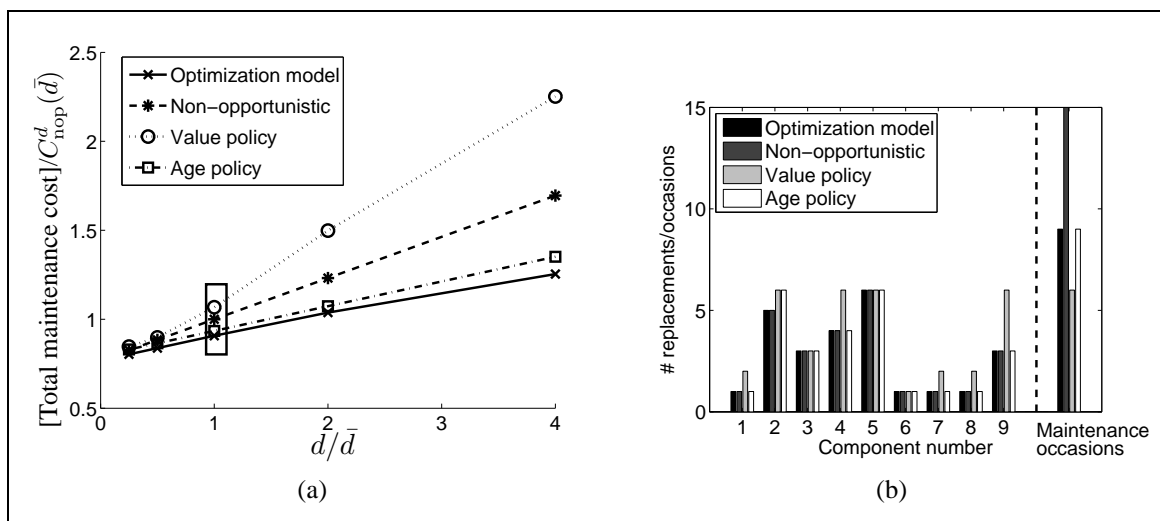 [Total maintenance cost]/C^d_nop(d̄)
2.5
2
1.5
1
0.5
Optimization model
Non−opportunistic
Value policy
Age policy
0 1 2 3 4
d/d̄
(a)
# replacements/occasions
15
10
5
0
Optimization model
Non−opportunistic
Value policy
Age policy
1 2 3 4 5 6 7 8 9
Component number
Maintenance
occasions
(b)